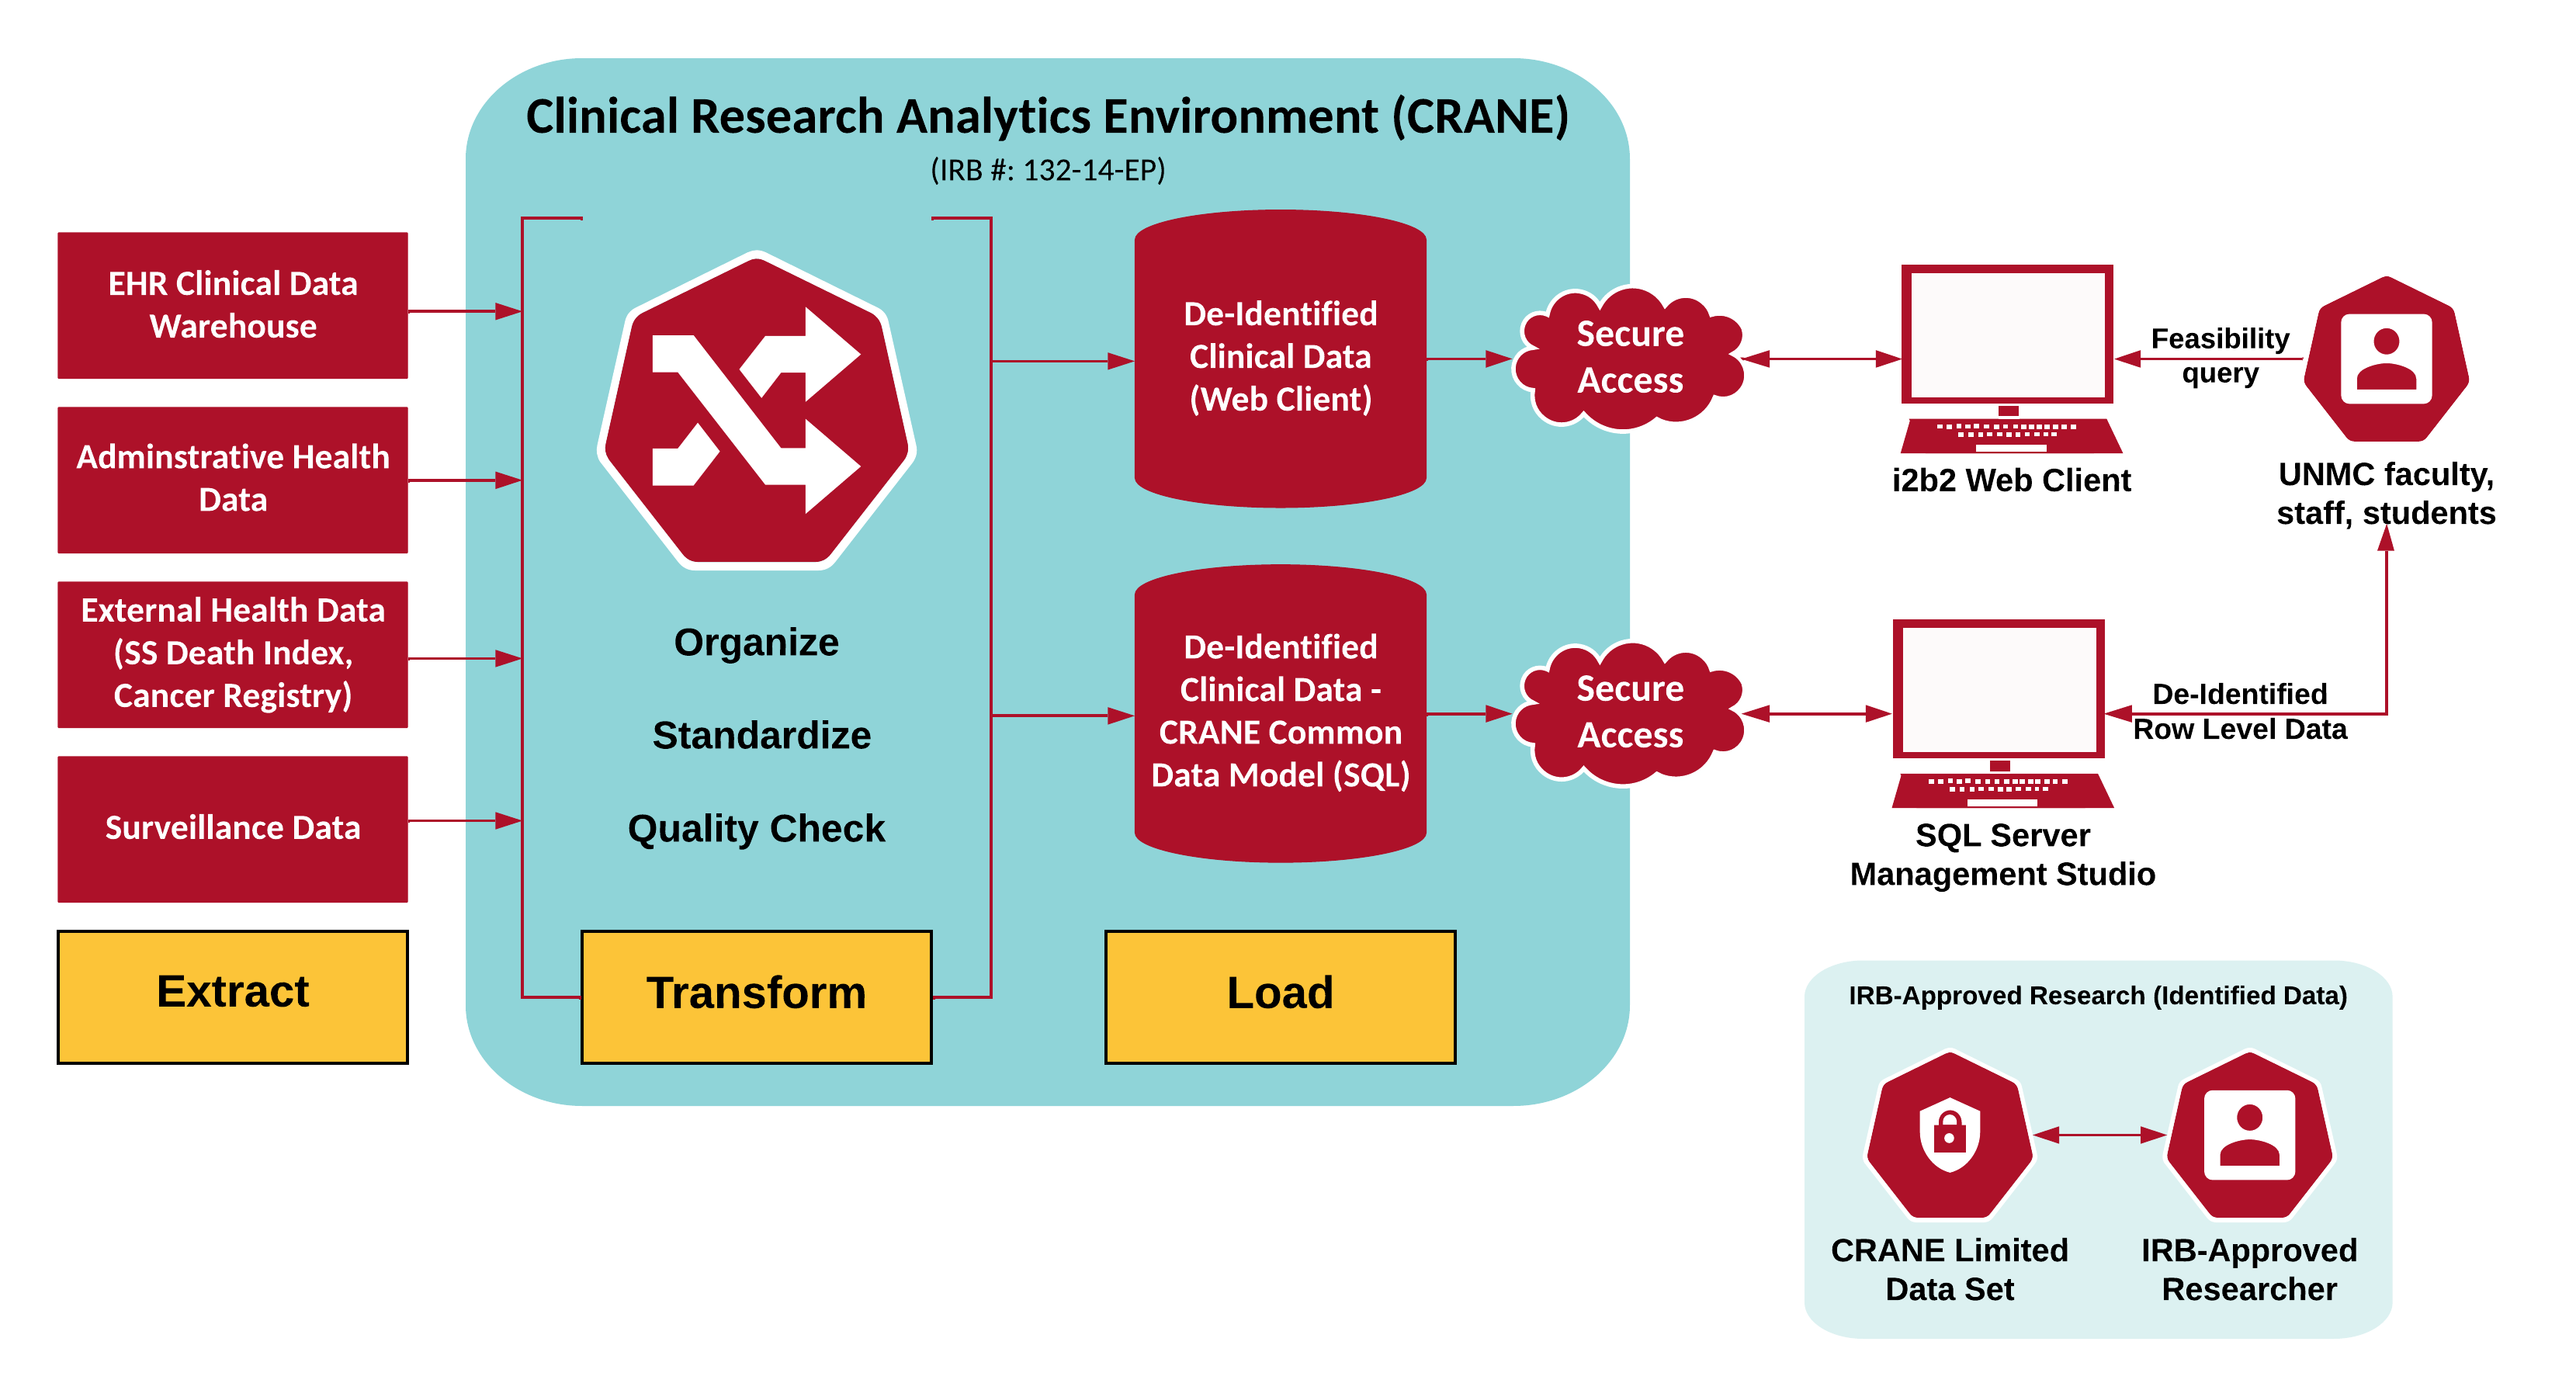 Clinical Research Analytics Environment (CRANE)
(IRB #: 132-14-EP)
EHR Clinical Data
Warehouse
Adminstrative Health
Data
External Health Data
(SS Death Index,
Cancer Registry)
Surveillance Data
Extract
Organize
Standardize
Quality Check
Transform
De-Identified
Clinical Data
(Web Client)
De-Identified
Clinical Data -
CRANE Common
Data Model (SQL)
Load
Secure
Access
Secure
Access
i2b2 Web Client
Feasibility
query
UNMC faculty,
staff, students
SQL Server
Management Studio
De-Identified
Row Level Data
IRB-Approved Research (Identified Data)
CRANE Limited
Data Set
IRB-Approved
Researcher